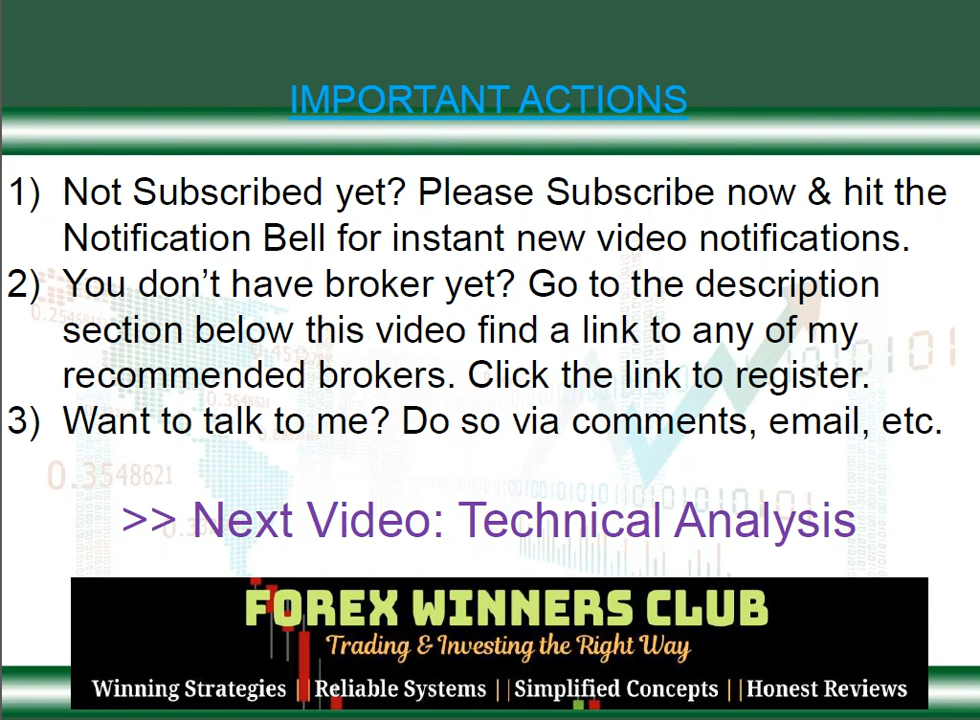 IMPORTANT ACTIONS
1) Not Subscribed yet? Please Subscribe now & hit the
Notification Bell for instant new video notifications.
2) You don’t have broker yet? Go to the description
section below this video find a link to any of my
recommended brokers. Click the link to register.
3) Want to talk to me? Do so via comments, email, etc.
0.3548621
>> Next Video: Technical Analysis
FOREX WINNERS CLUB
Trading & Investing the Right Way
Winning Strategies || Reliable Systems || Simplified Concepts || Honest Reviews